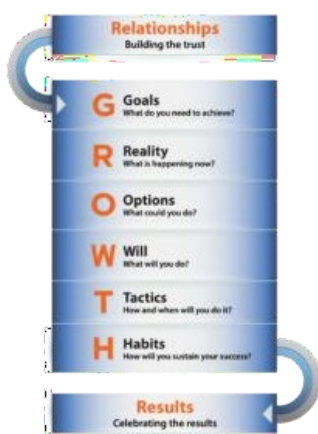 Relationships
Building the trust
G Goals
What do you need to achieve?
R Reality
What is happening now?
O Options
What could you do?
W Will
What will you do?
T Tactics
How and when will you do it?
H Habits
How will you sustain your success?
Results
Celebrating the results